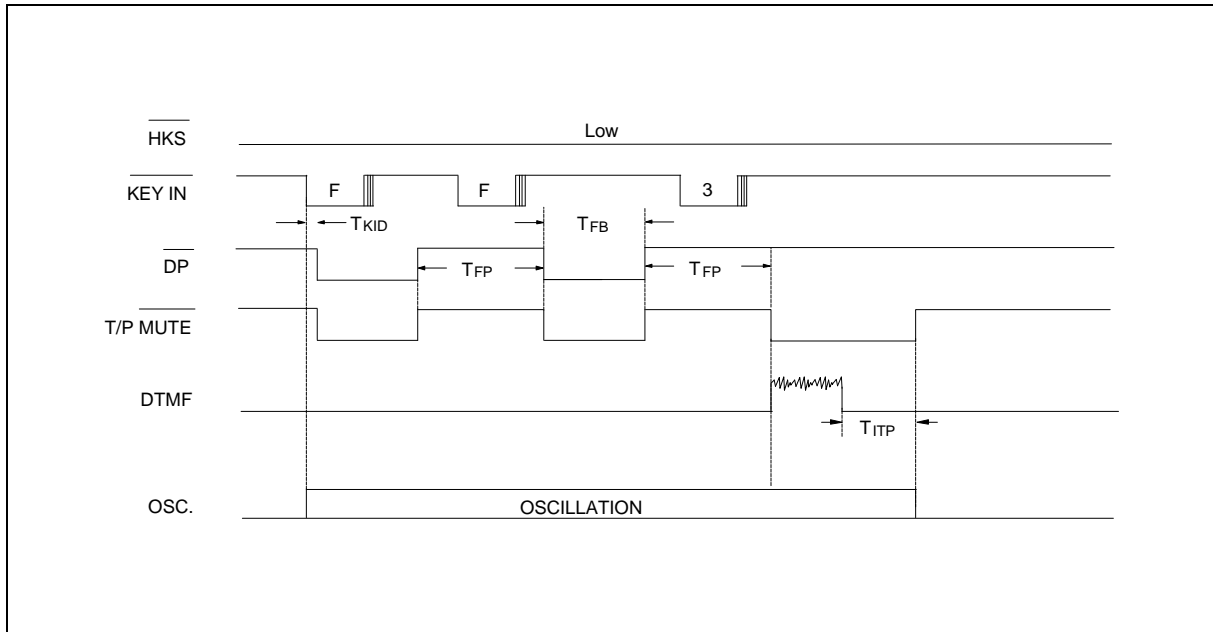 HKS
Low
KEY IN
F
F
3
TKID
TFB
DP
TFP
TFP
T/P MUTE
DTMF
TITP
OSC.
OSCILLATION